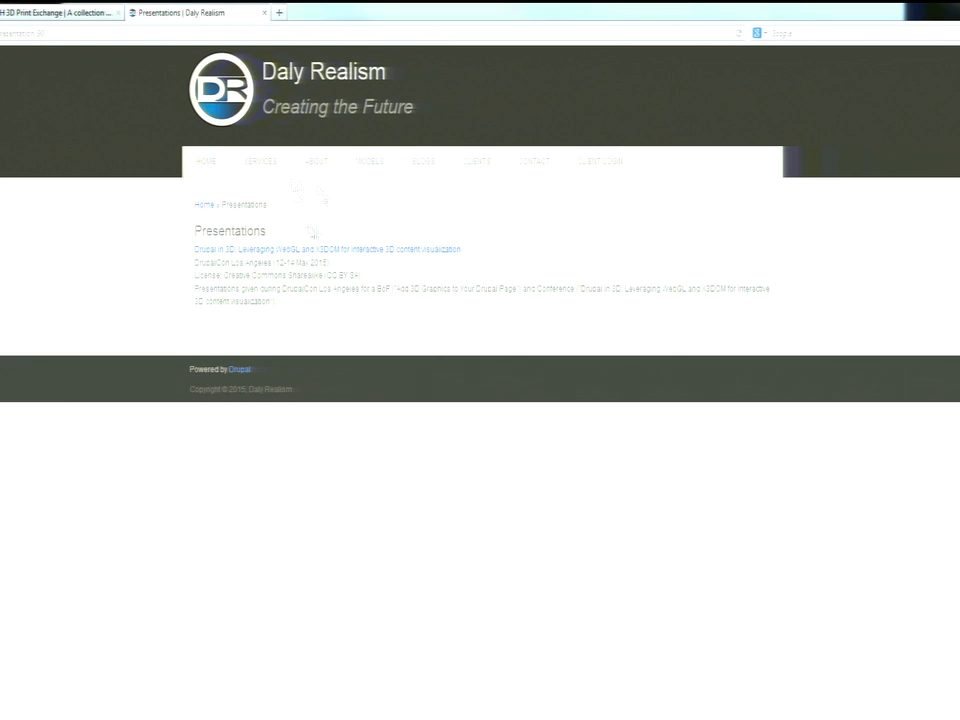 H 3D Print Exchange | A collection ...
Presentations | Daly Realism
Google
DR
Daly Realism
Creating the Future
HOME SERVICES ABOUT MODELS BLOGS CLIENTS CONTACT CLIENT LOGIN
Home » Presentations
Presentations
Drupal in 3D: Leveraging WebGL and X3DOM for interactive 3D content visualization
DrupalCon Los Angeles (12-14 May 2015)
License: Creative Commons Sharealike (CC BY SA)
Presentations given during DrupalCon Los Angeles for a BoF ("Add 3D Graphics to Your Drupal Page") and Conference ("Drupal in 3D: Leveraging WebGL and X3DOM for interactive
3D content visualization").
Powered by Drupal
Copyright © 2015, Daly Realism